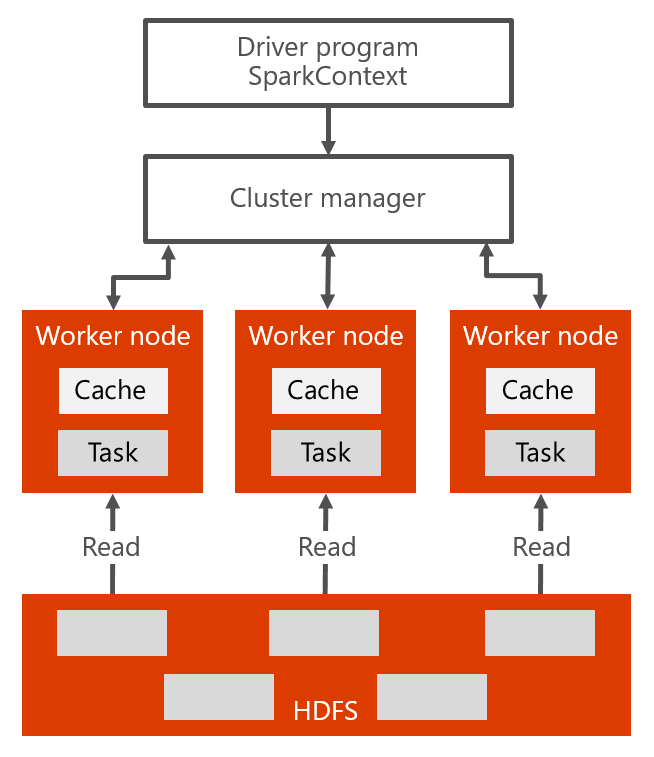 Driver program
SparkContext
Cluster manager
Worker node
Cache
Task
Worker node
Cache
Task
Worker node
Cache
Task
Read
Read
Read
HDFS